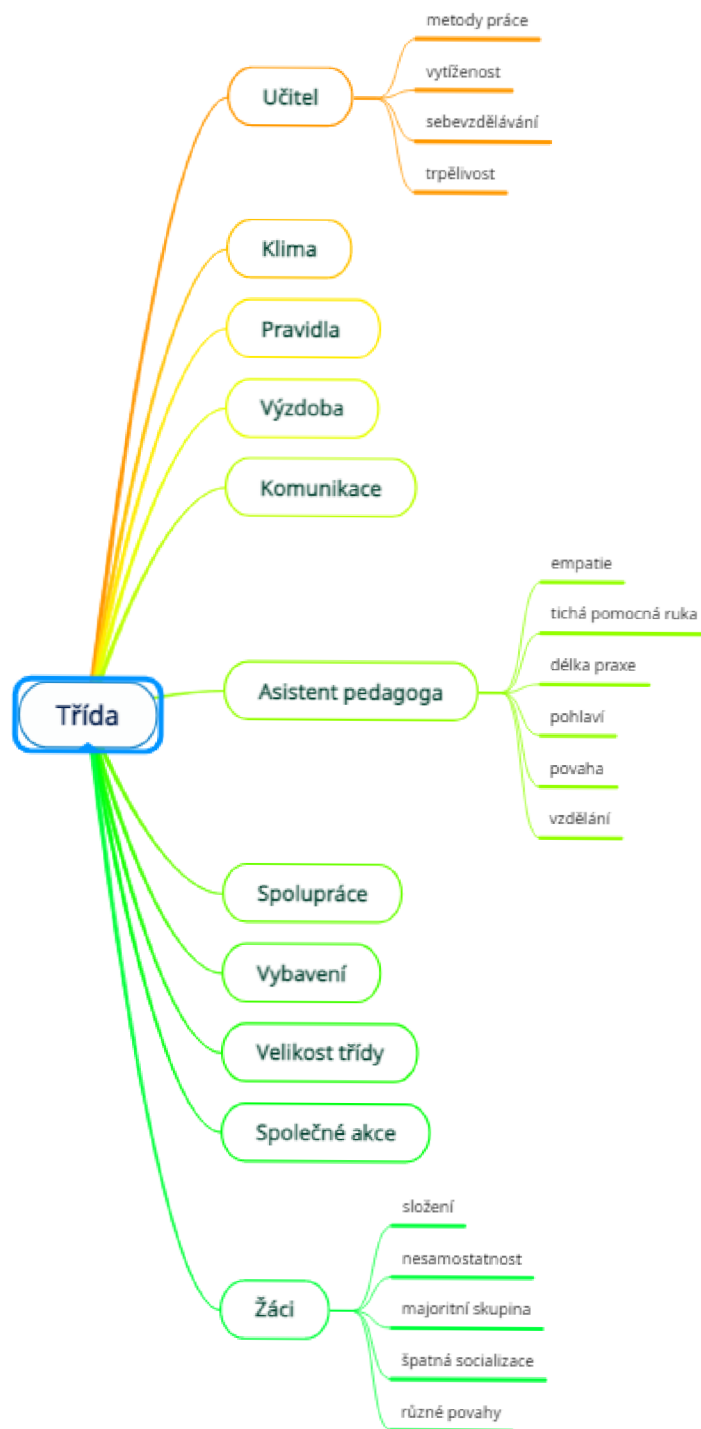 metody práce
vytíženost
Učitel
sebevzdělávání
trpělivost
Klima
Pravidla
Výzdoba
Komunikace
empatie
tichá pomocná ruka
délka praxe
Asistent pedagoga
pohlaví
povaha
vzdělání
Třída
Spolupráce
Vybavení
Velikost třídy
Společné akce
složení
nesamostatnost
Žáci
majoritní skupina
špatná socializace
různé povahy